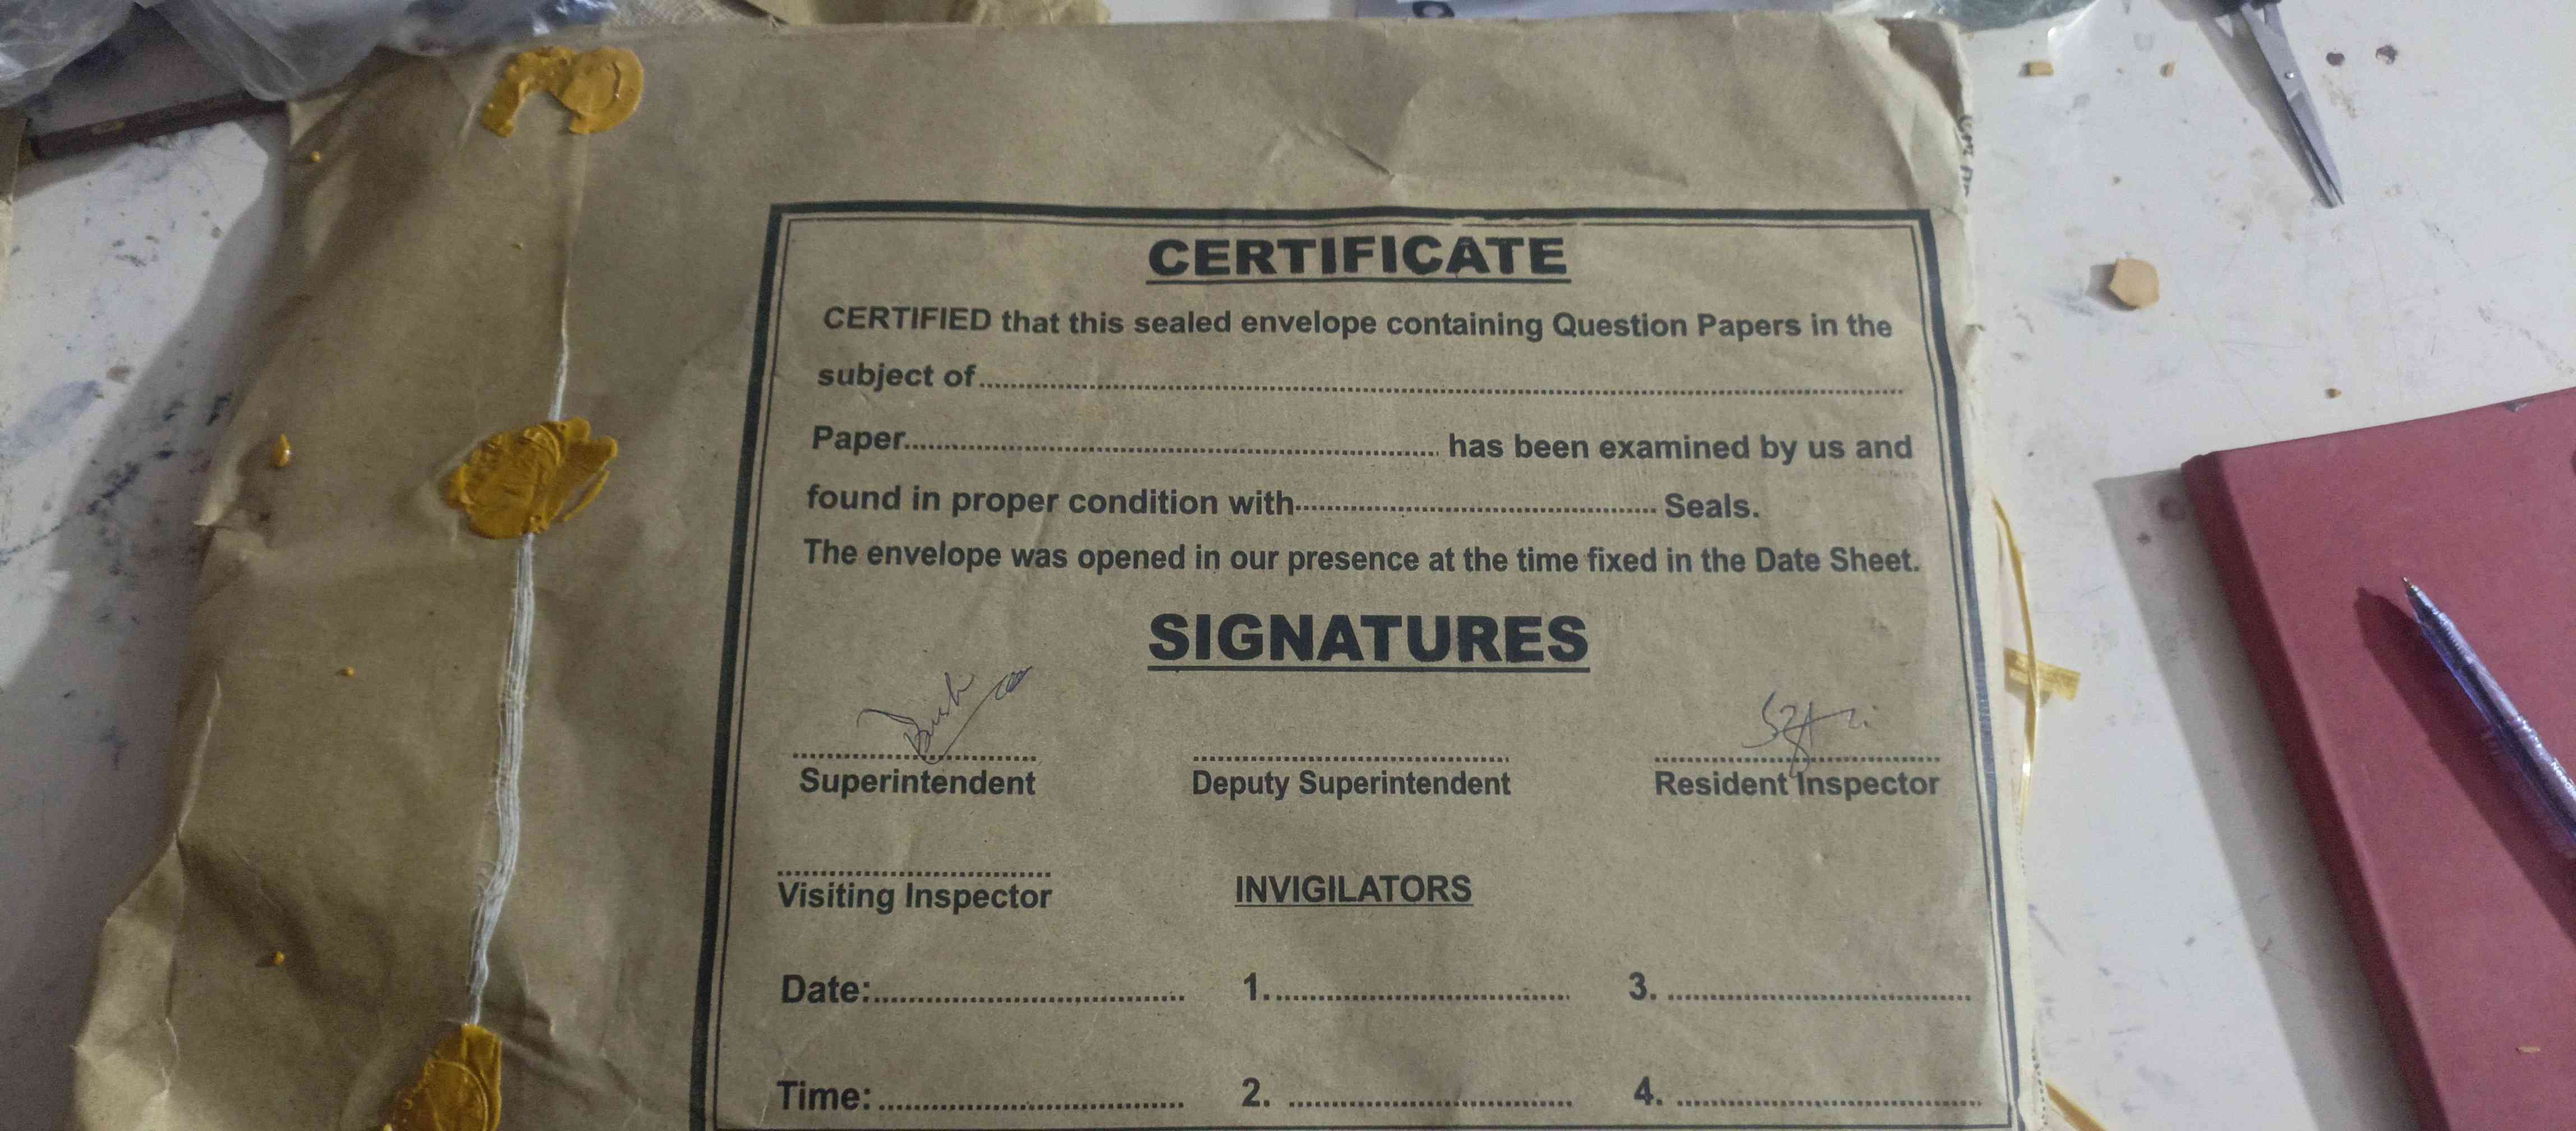 CERTIFICATE
CERTIFIED that this sealed envelope containing Question Papers in the
subject of
Paper has been examined by us and
found in proper condition with Seals.
The envelope was opened in our presence at the time fixed in the Date Sheet.
SIGNATURES
Superintendent Deputy Superintendent Resident Inspector
Visiting Inspector INVIGILATORS
Date: 1. 3.
Time: 2. 4.